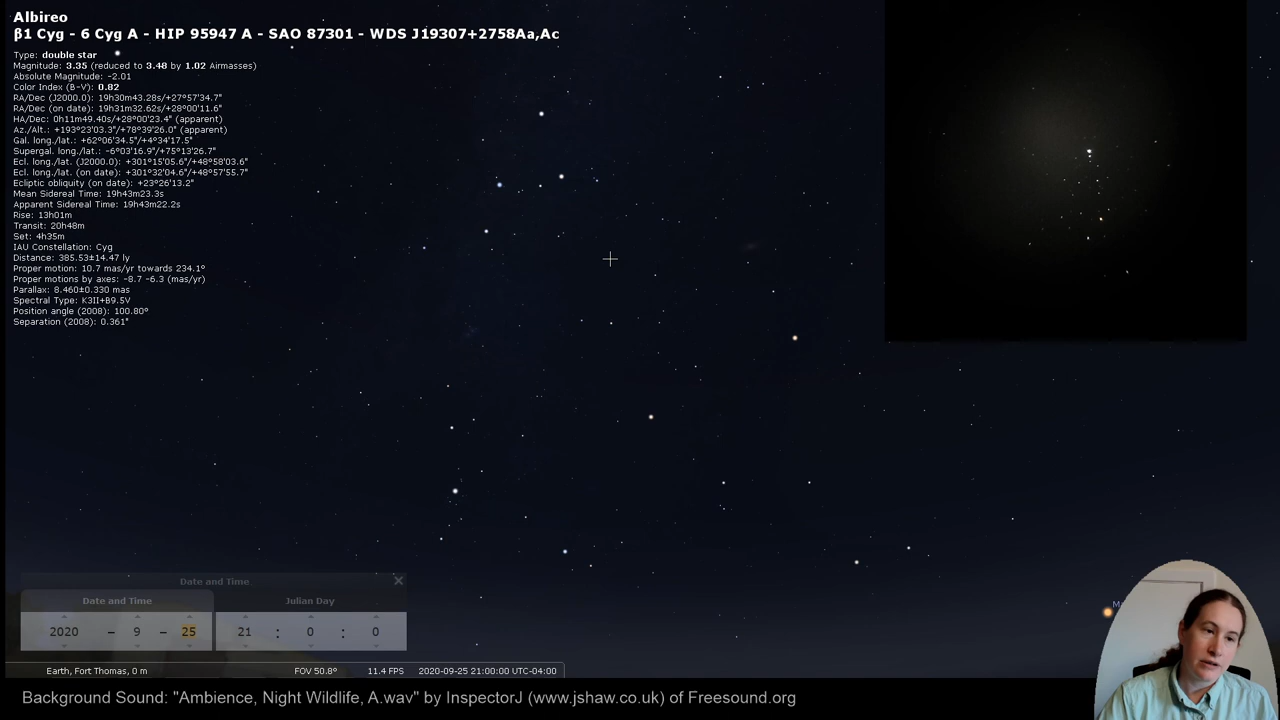 Albireo
β1 Cyg - 6 Cyg A - HIP 95947 A - SAO 87301 - WDS J19307+2758Aa,Ac
Type: double star
Magnitude: 3.35 (reduced to 3.48 by 1.02 Airmasses)
Absolute Magnitude: -2.01
Color Index (B-V): 0.82
RA/Dec (J2000.0): 19h30m43.28s/+27°57'34.7"
RA/Dec (on date): 19h31m32.62s/+28°00'11.6"
HA/Dec: 0h11m49.40s/+28°00'23.4" (apparent)
Az./Alt.: +193°23'03.3"/+78°39'26.0" (apparent)
Gal. long./lat.: +62°06'34.5"/+4°34'17.5"
Supergal. long./lat.: -6°03'16.9"/+75°13'26.7"
Ecl. long./lat. (J2000.0): +301°15'05.6"/+48°58'03.6"
Ecl. long./lat. (on date): +301°32'04.6"/+48°57'55.7"
Ecliptic obliquity (on date): +23°26'13.2"
Mean Sidereal Time: 19h43m23.3s
Apparent Sidereal Time: 19h43m22.2s
Rise: 13h01m
Transit: 20h48m
Set: 4h35m
IAU Constellation: Cyg
Distance: 385.53±14.47 ly
Proper motion: 10.7 mas/yr towards 234.1°
Proper motions by axes: -8.7 -6.3 (mas/yr)
Parallax: 8.460±0.330 mas
Spectral Type: K3II+B9.5V
Position angle (2008): 100.80°
Separation (2008): 0.361"
Date and Time
Date and Time Julian Day
2020 - 9 - 25 21 : 0 : 0
Earth, Fort Thomas, 0 m FOV 50.8° 11.4 FPS 2020-09-25 21:00:00 UTC-04:00
Background Sound: "Ambience, Night Wildlife, A.wav" by InspectorJ (www.jshaw.co.uk) of Freesound.org